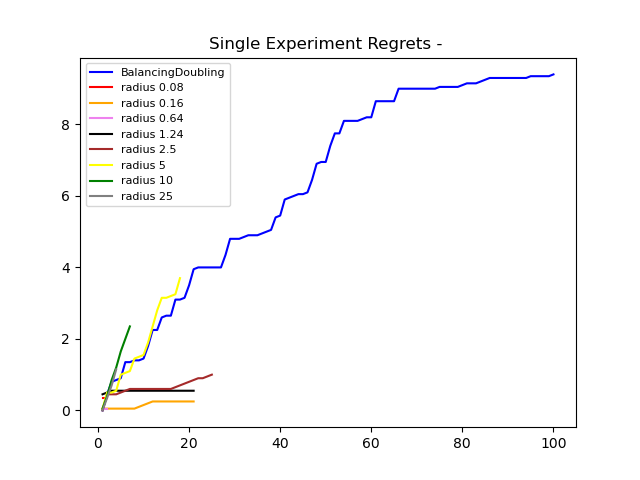 Single Experiment Regrets -
BalancingDoubling
radius 0.08
radius 0.16
radius 0.64
radius 1.24
radius 2.5
radius 5
radius 10
radius 25
8
6
4
2
0
0 20 40 60 80 100